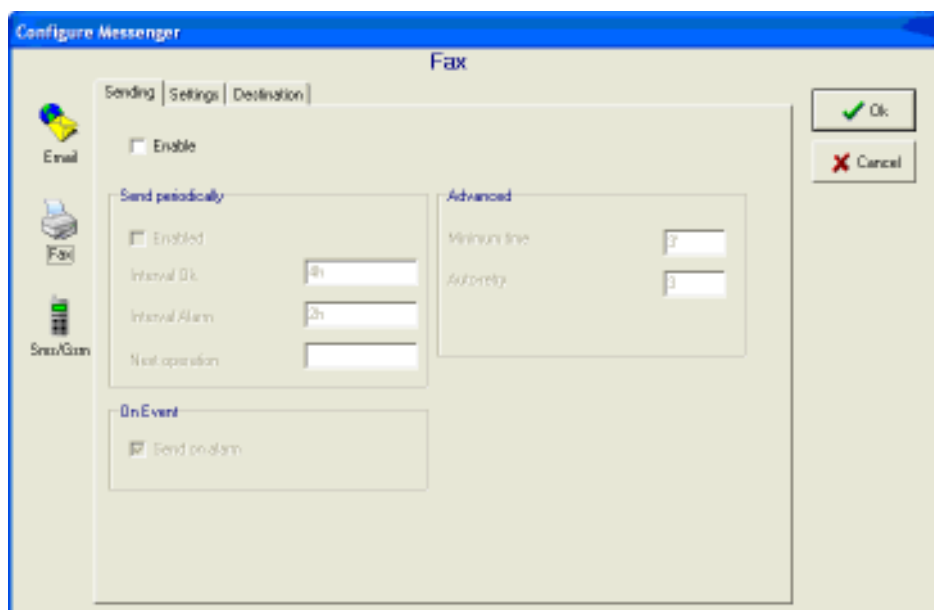 Configure Messenger
Fax
Sending Settings Destination
Email
Fax
Sms/Gsm
Enable
Send periodically
Enabled
Interval Ok 4h
Interval Alarm 2h
Next operation
Advanced
Minimum time
Autoretry 3
On Event
Send on alarm
Ok
Cancel